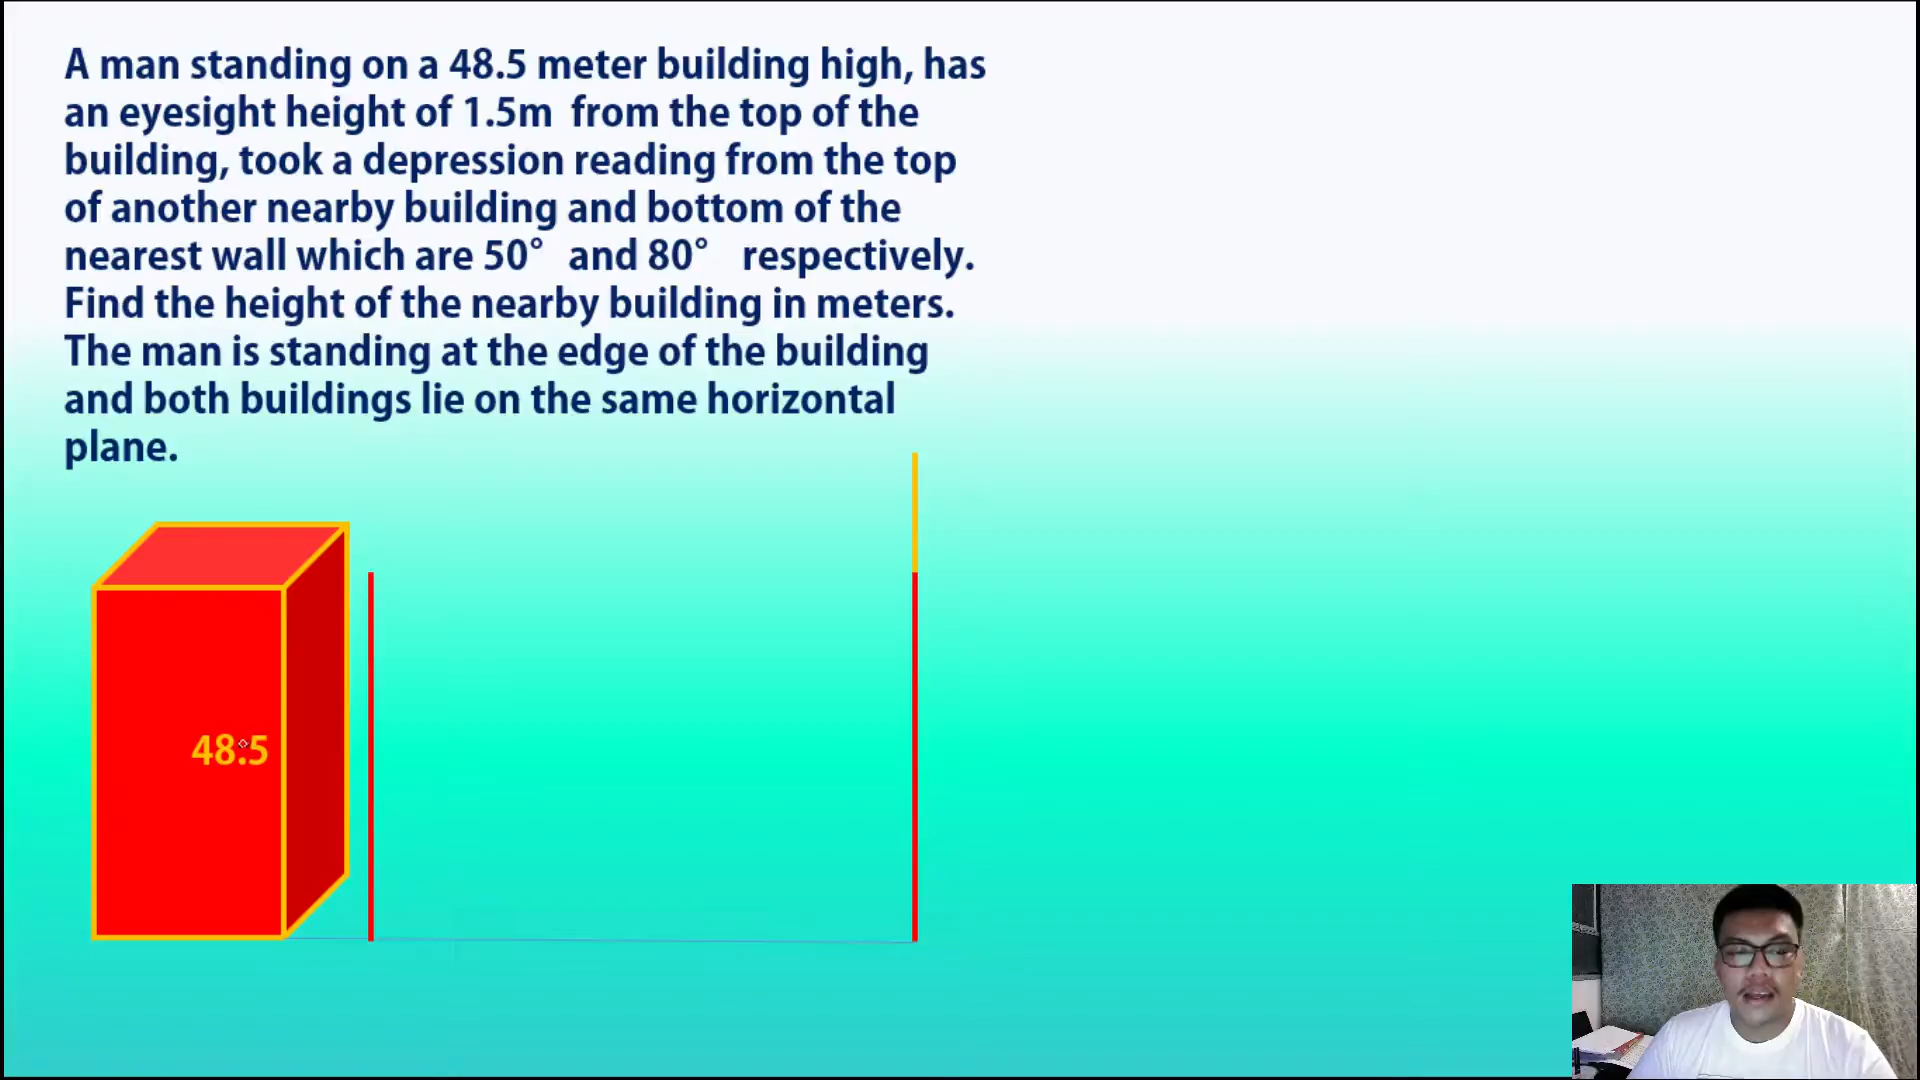 A man standing on a 48.5 meter building high, has
an eyesight height of 1.5m from the top of the
building, took a depression reading from the top
of another nearby building and bottom of the
nearest wall which are 50° and 80° respectively.
Find the height of the nearby building in meters.
The man is standing at the edge of the building
and both buildings lie on the same horizontal
plane.
48.5